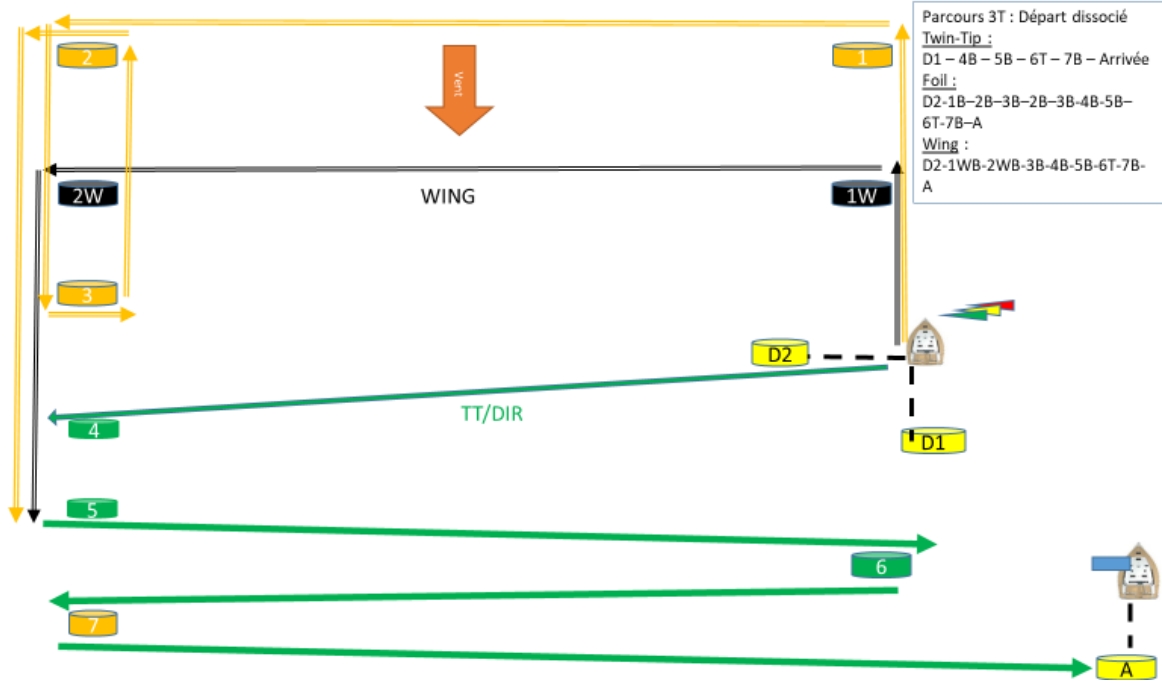 Parcours 3T : Départ dissocié
Twin-Tip :
D1 – 4B – 5B – 6T – 7B – Arrivée
Foil :
D2-1B–2B–3B–2B–3B-4B-5B–
6T-7B–A
Wing :
D2-1WB-2WB-3B-4B-5B-6T-7B-
A
2
1
Vent
2W
WING
1W
3
D2
TT/DIR
4
D1
5
6
7
A